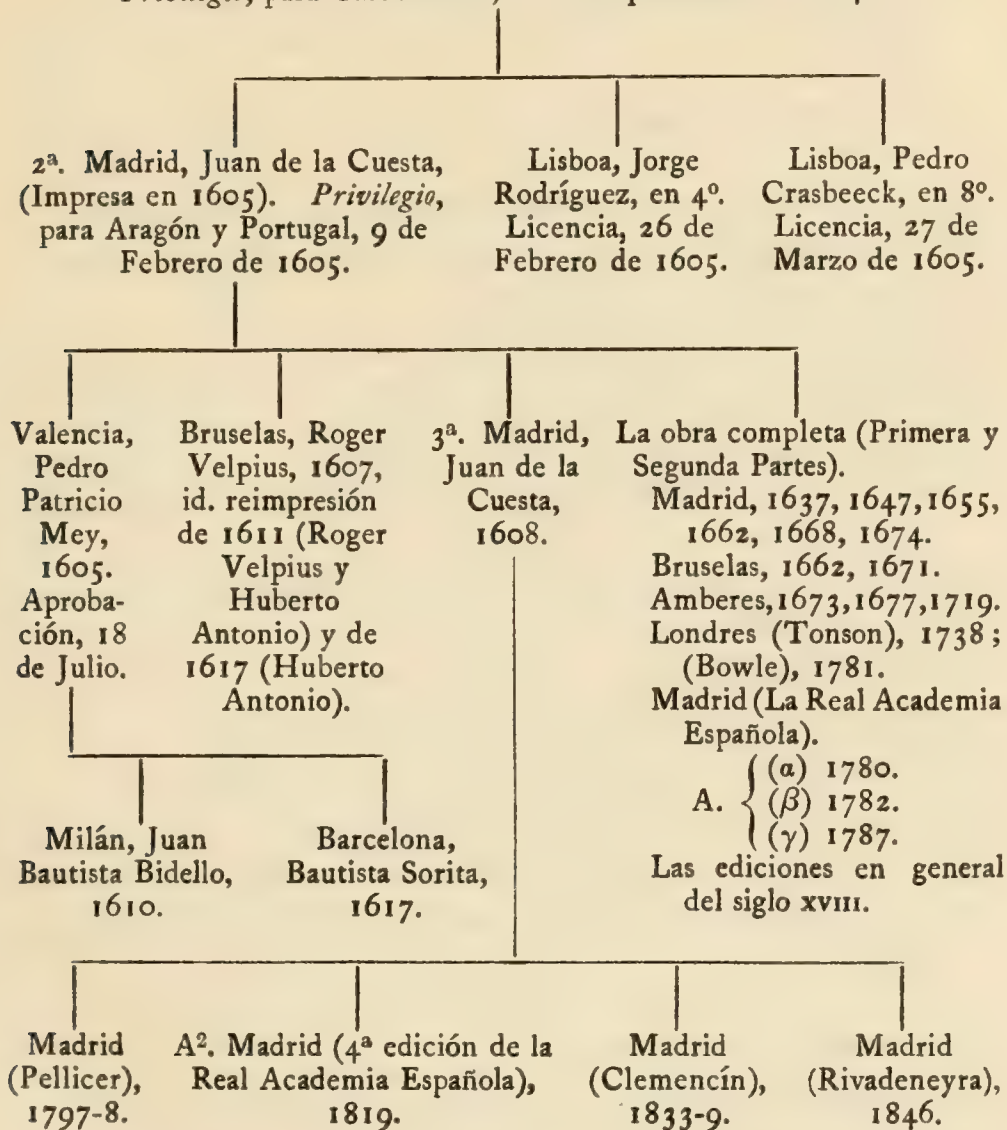 Privilegio, para
2ª. Madrid, Juan de la Cuesta,
(Impresa en 1605). Privilegio,
para Aragón y Portugal, 9 de
Febrero de 1605.
Lisboa, Jorge
Rodríguez, en 4º.
Licencia, 26 de
Febrero de 1605.
Lisboa, Pedro
Crasbeeck, en 8º.
Licencia, 27 de
Marzo de 1605.
Valencia,
Pedro
Patricio
Mey,
1605.
Aproba-
ción, 18
de Julio.
Bruselas, Roger
Velpius, 1607,
id. reimpresión
de 1611 (Roger
Velpius y
Huberto
Antonio) y de
1617 (Huberto
Antonio).
3ª. Madrid,
Juan de la
Cuesta,
1608.
La obra completa (Primera y
Segunda Partes).
Madrid, 1637, 1647, 1655,
1662, 1668, 1674.
Bruselas, 1662, 1671.
Amberes, 1673, 1677, 1719.
Londres (Tonson), 1738;
(Bowle), 1781.
Madrid (La Real Academia
Española).
(α) 1780.
A. { (β) 1782.
(γ) 1787.
Las ediciones en general
del siglo XVIII.
Milán, Juan
Bautista Bidello,
1610.
Barcelona,
Bautista Sorita,
1617.
Madrid
(Pellicer),
1797-8.
A². Madrid (4ª edición de la
Real Academia Española),
1819.
Madrid
(Clemencín),
1833-9.
Madrid
(Rivadeneyra),
1846.